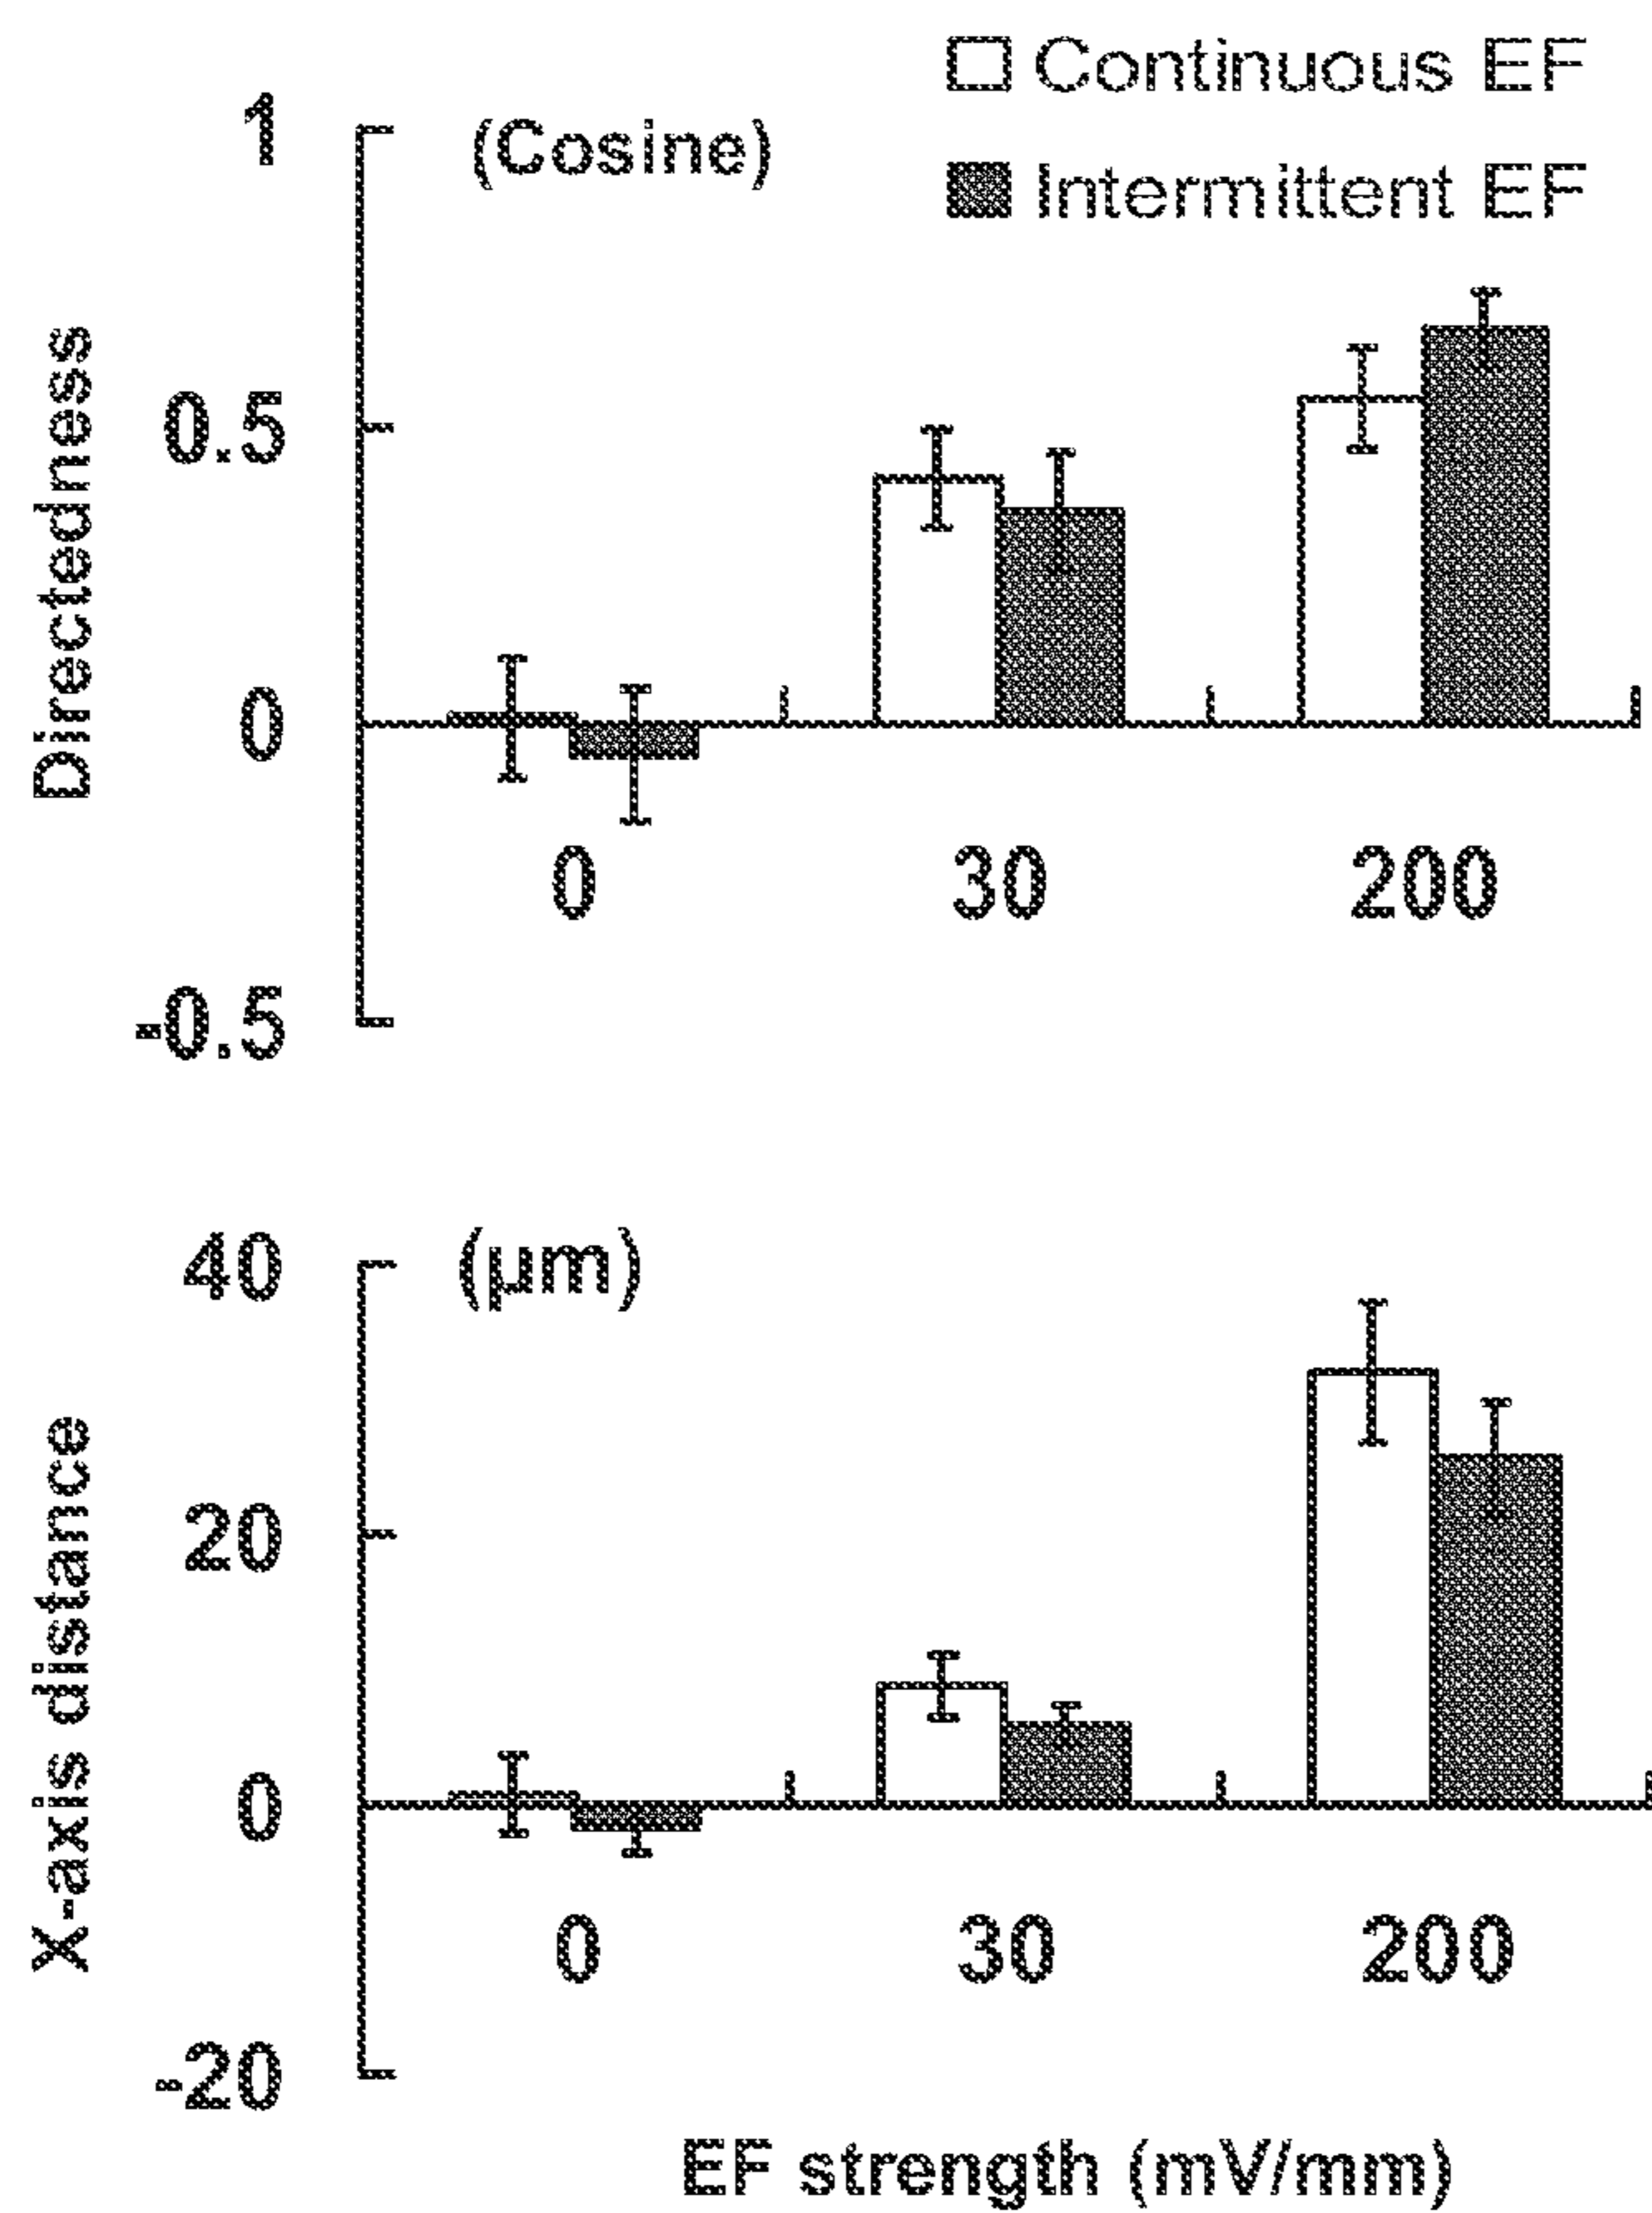 Continuous EF
Intermittent EF
(Cosine)
Directedness
1
0.5
0
-0.5
0 30 200
(µm)
X-axis distance
40
20
0
-20
0 30 200
EF strength (mV/mm)